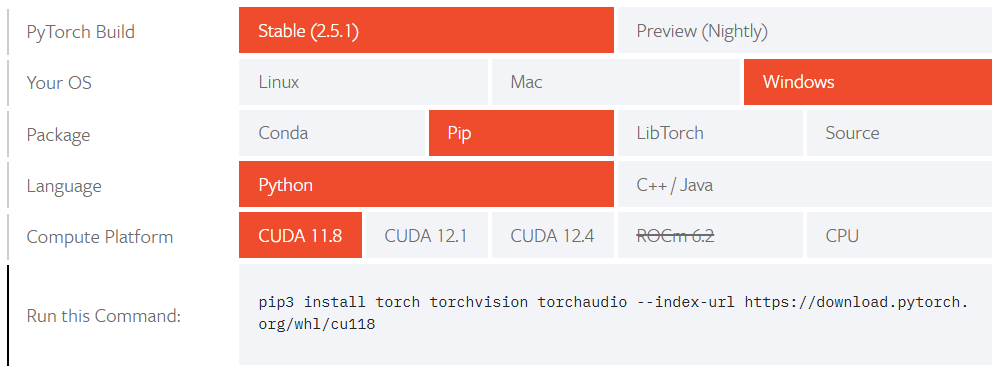 PyTorch Build Stable (2.5.1) Preview (Nightly)
Your OS Linux Mac Windows
Package Conda Pip LibTorch Source
Language Python C++ / Java
Compute Platform CUDA 11.8 CUDA 12.1 CUDA 12.4 ROCm 6.2 CPU
Run this Command: pip3 install torch torchvision torchaudio --index-url https://download.pytorch.
org/whl/cu118